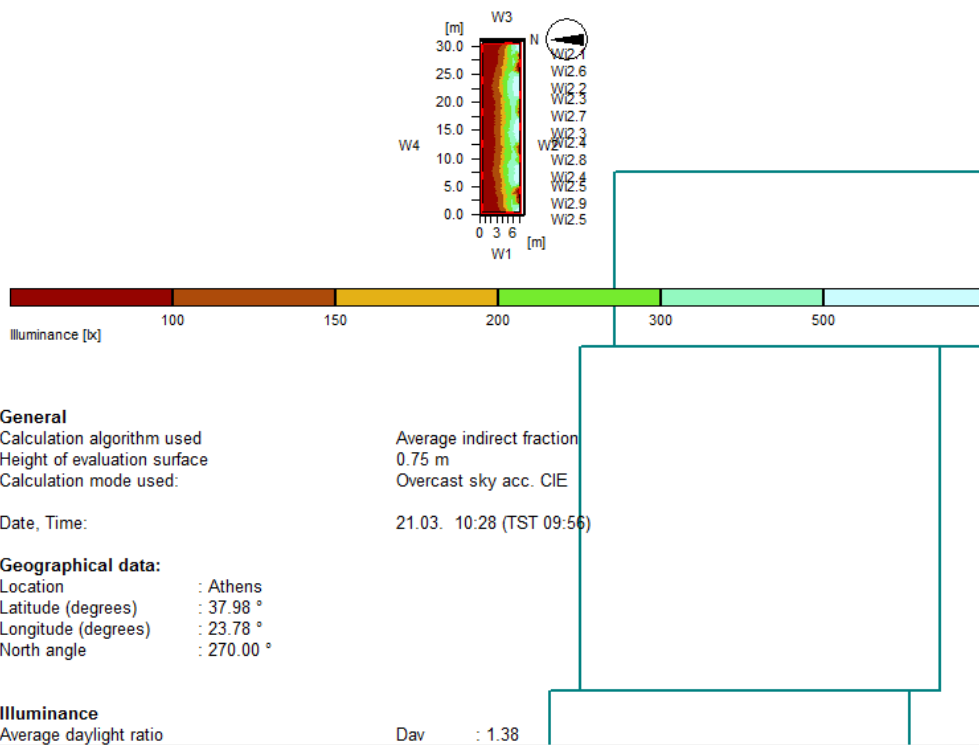 W3
[m]
N
30.0
Wi2.1
Wi2.6
25.0
Wi2.2
Wi2.3
20.0
Wi2.7
15.0
Wi2.3
W4
W2
Wi2.4
10.0
Wi2.8
Wi2.4
5.0
Wi2.5
Wi2.9
0.0
Wi2.5
0 3 6
[m]
W1
100 150 200 300 500
Illuminance [lx]
General
Calculation algorithm used Average indirect fraction
Height of evaluation surface 0.75 m
Calculation mode used: Overcast sky acc. CIE
Date, Time: 21.03. 10:28 (TST 09:56)
Geographical data:
Location : Athens
Latitude (degrees) : 37.98 °
Longitude (degrees) : 23.78 °
North angle : 270.00 °
Illuminance
Average daylight ratio Dav : 1.38